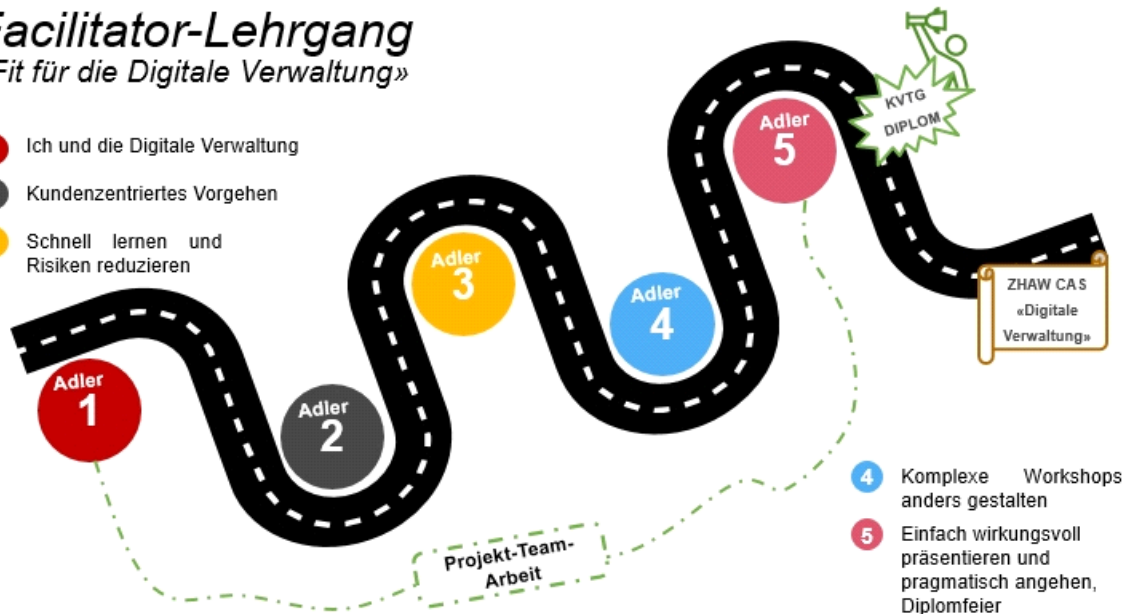 Facilitator-Lehrgang
Fit für die Digitale Verwaltung»
Ich und die Digitale Verwaltung
Kundenzentriertes Vorgehen
Schnell lernen und
Risiken reduzieren
Adler
1
Adler
2
Adler
3
Adler
4
Adler
5
KVTG
DIPLOM
ZHAW CAS
«Digitale
Verwaltung»
Projekt-Team-
Arbeit
4 Komplexe Workshops
anders gestalten
5 Einfach wirkungsvoll
präsentieren und
pragmatisch angehen,
Diplomfeier